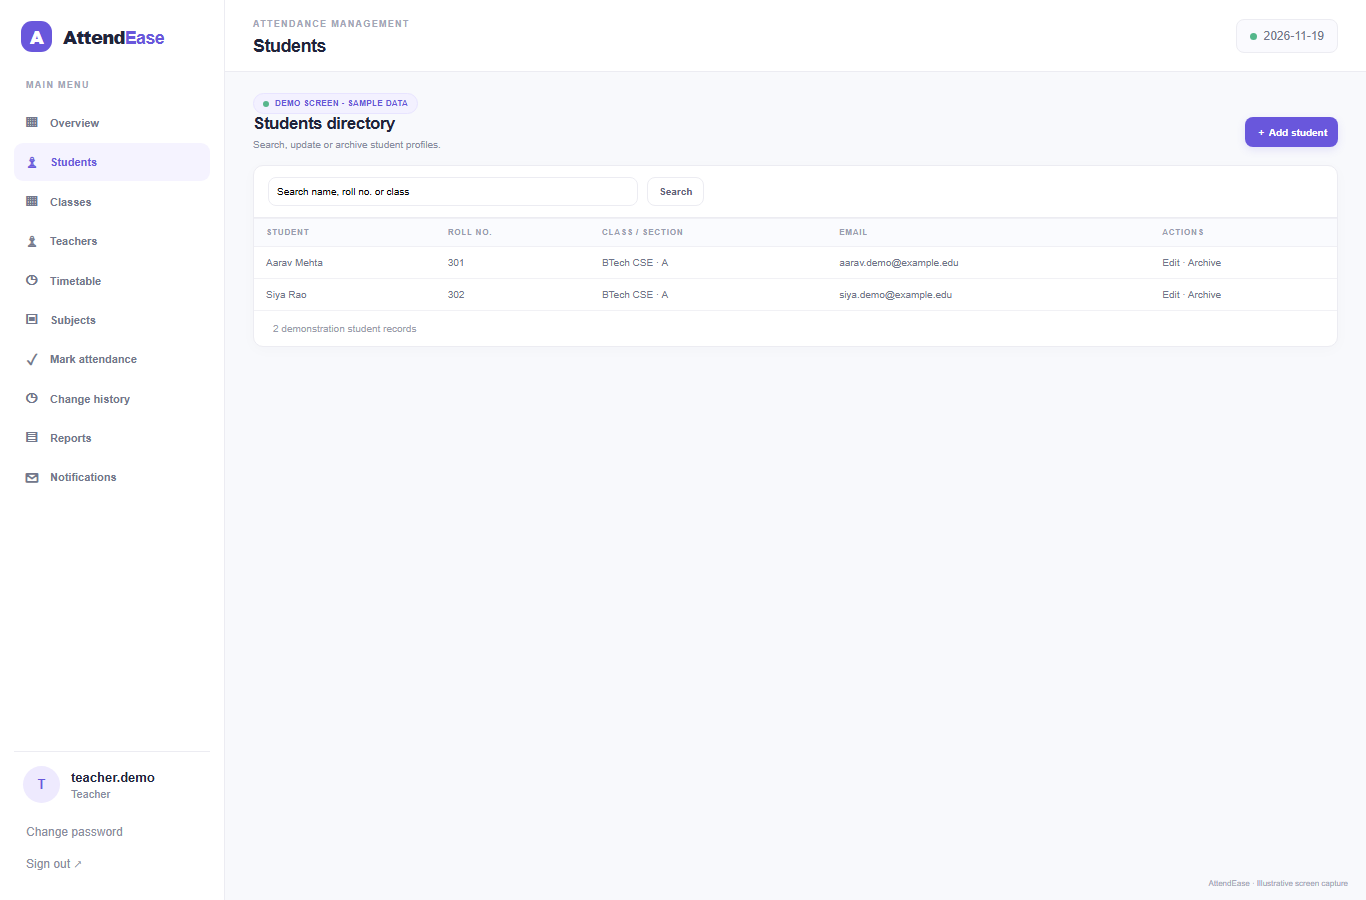 A AttendEase
MAIN MENU
Overview
Students
Classes
Teachers
Timetable
Subjects
Mark attendance
Change history
Reports
Notifications
T
teacher.demo
Teacher
Change password
Sign out ↗
ATTENDANCE MANAGEMENT
Students
2026-11-19
DEMO SCREEN - SAMPLE DATA
Students directory
Search, update or archive student profiles.
+ Add student
Search name, roll no. or class
Search
STUDENT ROLL NO. CLASS / SECTION EMAIL ACTIONS
Aarav Mehta 301 BTech CSE · A aarav.demo@example.edu Edit · Archive
Siya Rao 302 BTech CSE · A siya.demo@example.edu Edit · Archive
2 demonstration student records
AttendEase · Illustrative screen capture